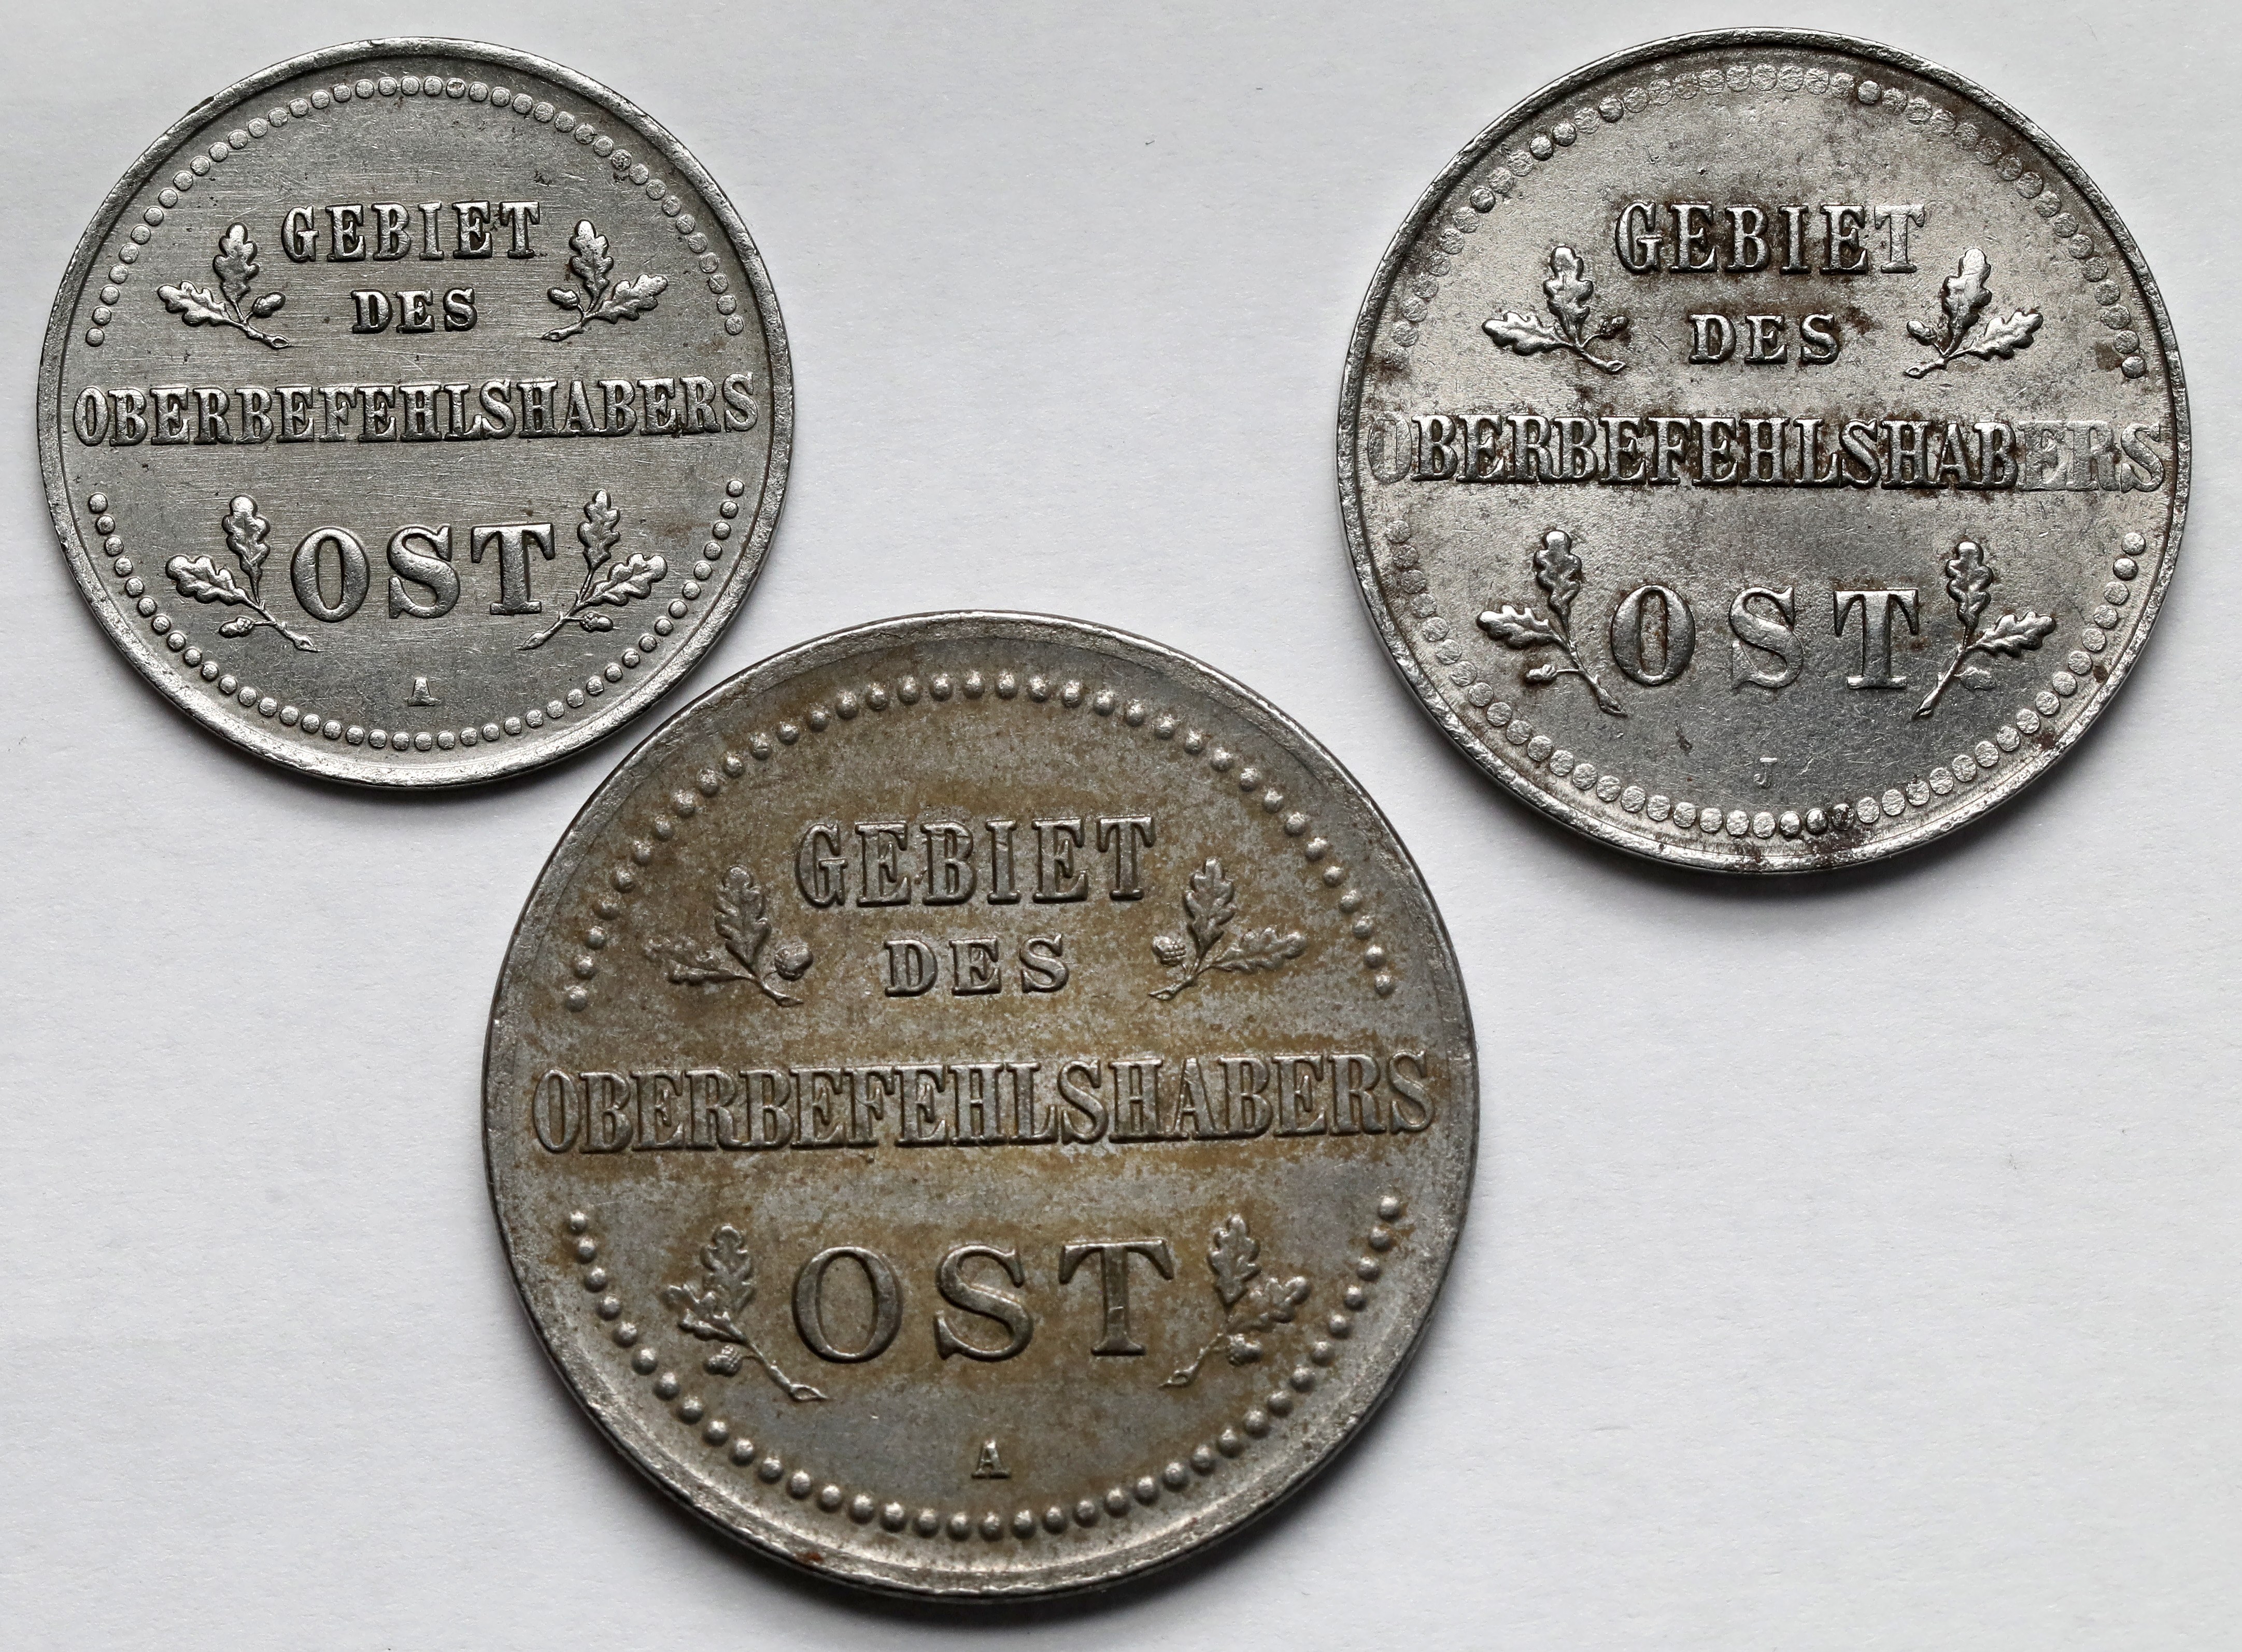 GEBIET
DES
OBERBEFEHLSHABERS
OST
A
GEBIET
DES
OBERBEFEHLSHABERS
OST
J
GEBIET
DES
OBERBEFEHLSHABERS
OST
A